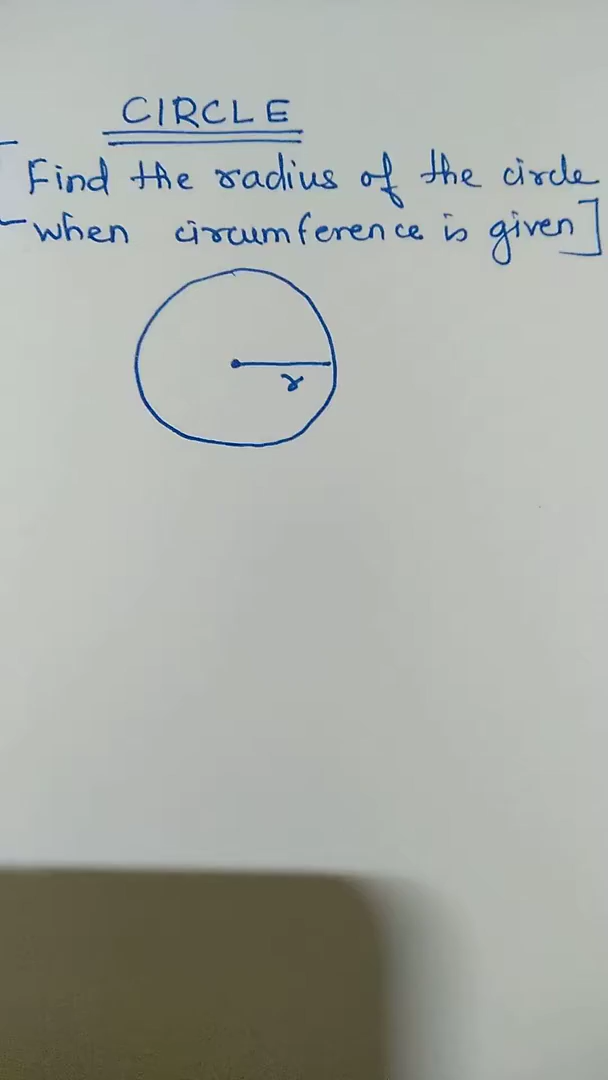 CIRCLE
[Find the radius of the circle
when circumference is given]
r